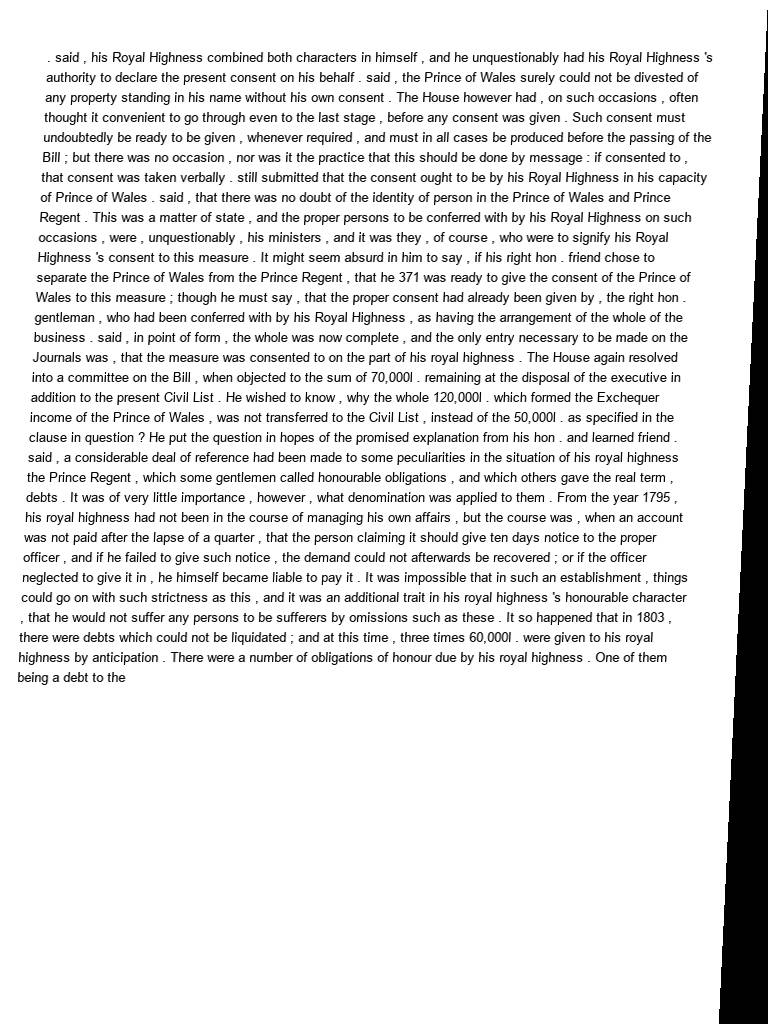 . said , his Royal Highness combined both characters in himself , and he unquestionably had his Royal Highness 's
authority to declare the present consent on his behalf . said , the Prince of Wales surely could not be divested of
any property standing in his name without his own consent . The House however had , on such occasions , often
thought it convenient to go through even to the last stage , before any consent was given . Such consent must
undoubtedly be ready to be given , whenever required , and must in all cases be produced before the passing of the
Bill ; but there was no occasion , nor was it the practice that this should be done by message : if consented to ,
that consent was taken verbally . still submitted that the consent ought to be by his Royal Highness in his capacity
of Prince of Wales . said , that there was no doubt of the identity of person in the Prince of Wales and Prince
Regent . This was a matter of state , and the proper persons to be conferred with by his Royal Highness on such
occasions , were , unquestionably , his ministers , and it was they , of course , who were to signify his Royal
Highness 's consent to this measure . It might seem absurd in him to say , if his right hon . friend chose to
separate the Prince of Wales from the Prince Regent , that he 371 was ready to give the consent of the Prince of
Wales to this measure ; though he must say , that the proper consent had already been given by , the right hon .
gentleman , who had been conferred with by his Royal Highness , as having the arrangement of the whole of the
business . said , in point of form , the whole was now complete , and the only entry necessary to be made on the
Journals was , that the measure was consented to on the part of his royal highness . The House again resolved
into a committee on the Bill , when objected to the sum of 70,000l . remaining at the disposal of the executive in
addition to the present Civil List . He wished to know , why the whole 120,000l . which formed the Exchequer
income of the Prince of Wales , was not transferred to the Civil List , instead of the 50,000l . as specified in the
clause in question ? He put the question in hopes of the promised explanation from his hon . and learned friend .
said , a considerable deal of reference had been made to some peculiarities in the situation of his royal highness
the Prince Regent , which some gentlemen called honourable obligations , and which others gave the real term ,
debts . It was of very little importance , however , what denomination was applied to them . From the year 1795 ,
his royal highness had not been in the course of managing his own affairs , but the course was , when an account
was not paid after the lapse of a quarter , that the person claiming it should give ten days notice to the proper
officer , and if he failed to give such notice , the demand could not afterwards be recovered ; or if the officer
neglected to give it in , he himself became liable to pay it . It was impossible that in such an establishment , things
could go on with such strictness as this , and it was an additional trait in his royal highness 's honourable character
, that he would not suffer any persons to be sufferers by omissions such as these . It so happened that in 1803 ,
there were debts which could not be liquidated ; and at this time , three times 60,000l . were given to his royal
highness by anticipation . There were a number of obligations of honour due by his royal highness . One of them
being a debt to the